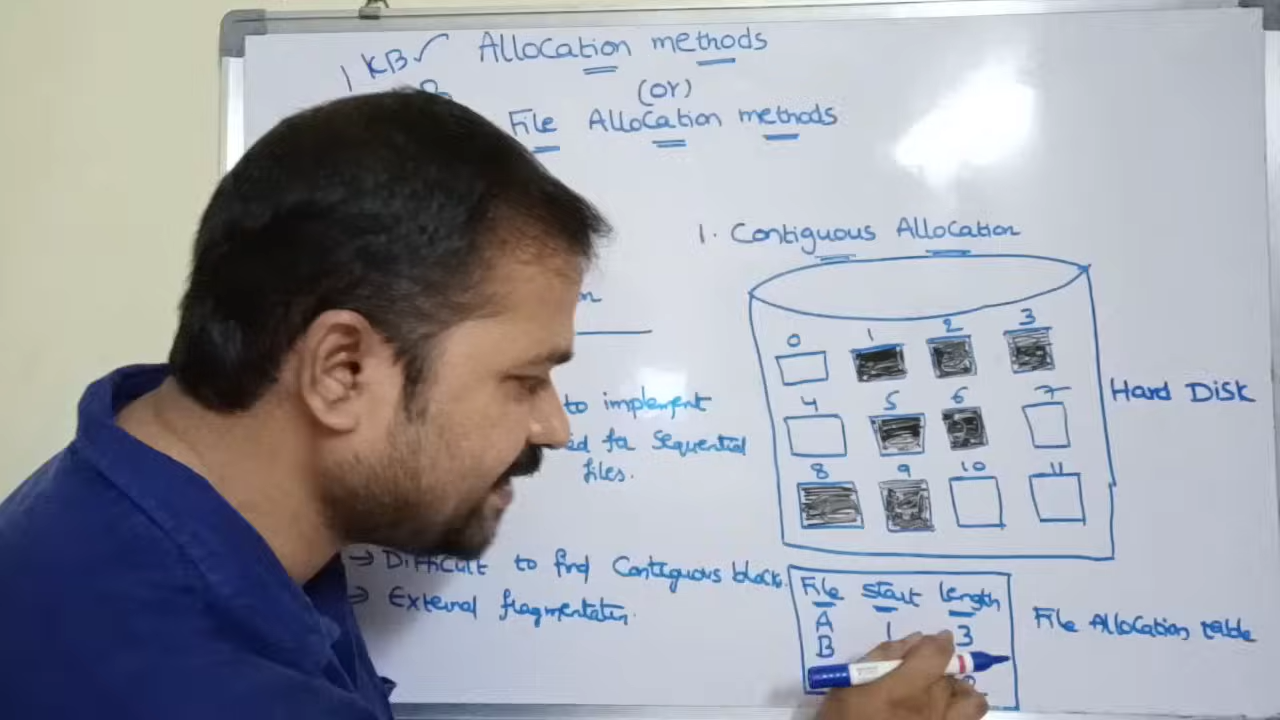 1 KB✓ Allocation methods
(or)
File Allocation methods
1. Contiguous Allocation
to implement
for Sequential
files.
0 1 2 3
4 5 6 7
8 9 10 11
Hard Disk
→ Difficult to find Contiguous blocks.
→ External fragmentation
File start length
A 1 3
B
File Allocation table